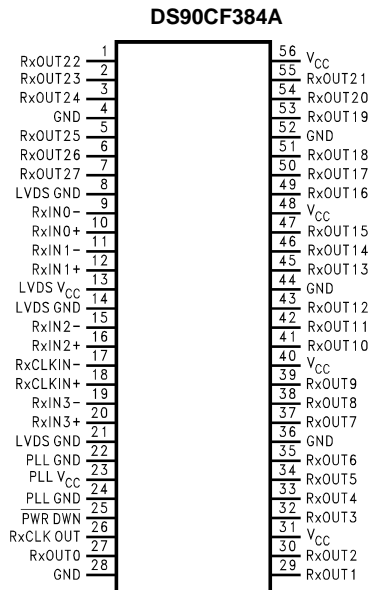 DS90CF384A
RxOUT22 1
RxOUT23 2
RxOUT24 3
GND 4
RxOUT25 5
RxOUT26 6
RxOUT27 7
LVDS GND 8
RxIN0− 9
RxIN0+ 10
RxIN1− 11
RxIN1+ 12
LVDS VCC 13
LVDS GND 14
RxIN2− 15
RxIN2+ 16
RxCLKIN− 17
RxCLKIN+ 18
RxIN3− 19
RxIN3+ 20
LVDS GND 21
PLL GND 22
PLL VCC 23
PLL GND 24
PWR DWN 25
RxCLK OUT 26
RxOUT0 27
GND 28
56 VCC
55 RxOUT21
54 RxOUT20
53 RxOUT19
52 GND
51 RxOUT18
50 RxOUT17
49 RxOUT16
48 VCC
47 RxOUT15
46 RxOUT14
45 RxOUT13
44 GND
43 RxOUT12
42 RxOUT11
41 RxOUT10
40 VCC
39 RxOUT9
38 RxOUT8
37 RxOUT7
36 GND
35 RxOUT6
34 RxOUT5
33 RxOUT4
32 RxOUT3
31 VCC
30 RxOUT2
29 RxOUT1